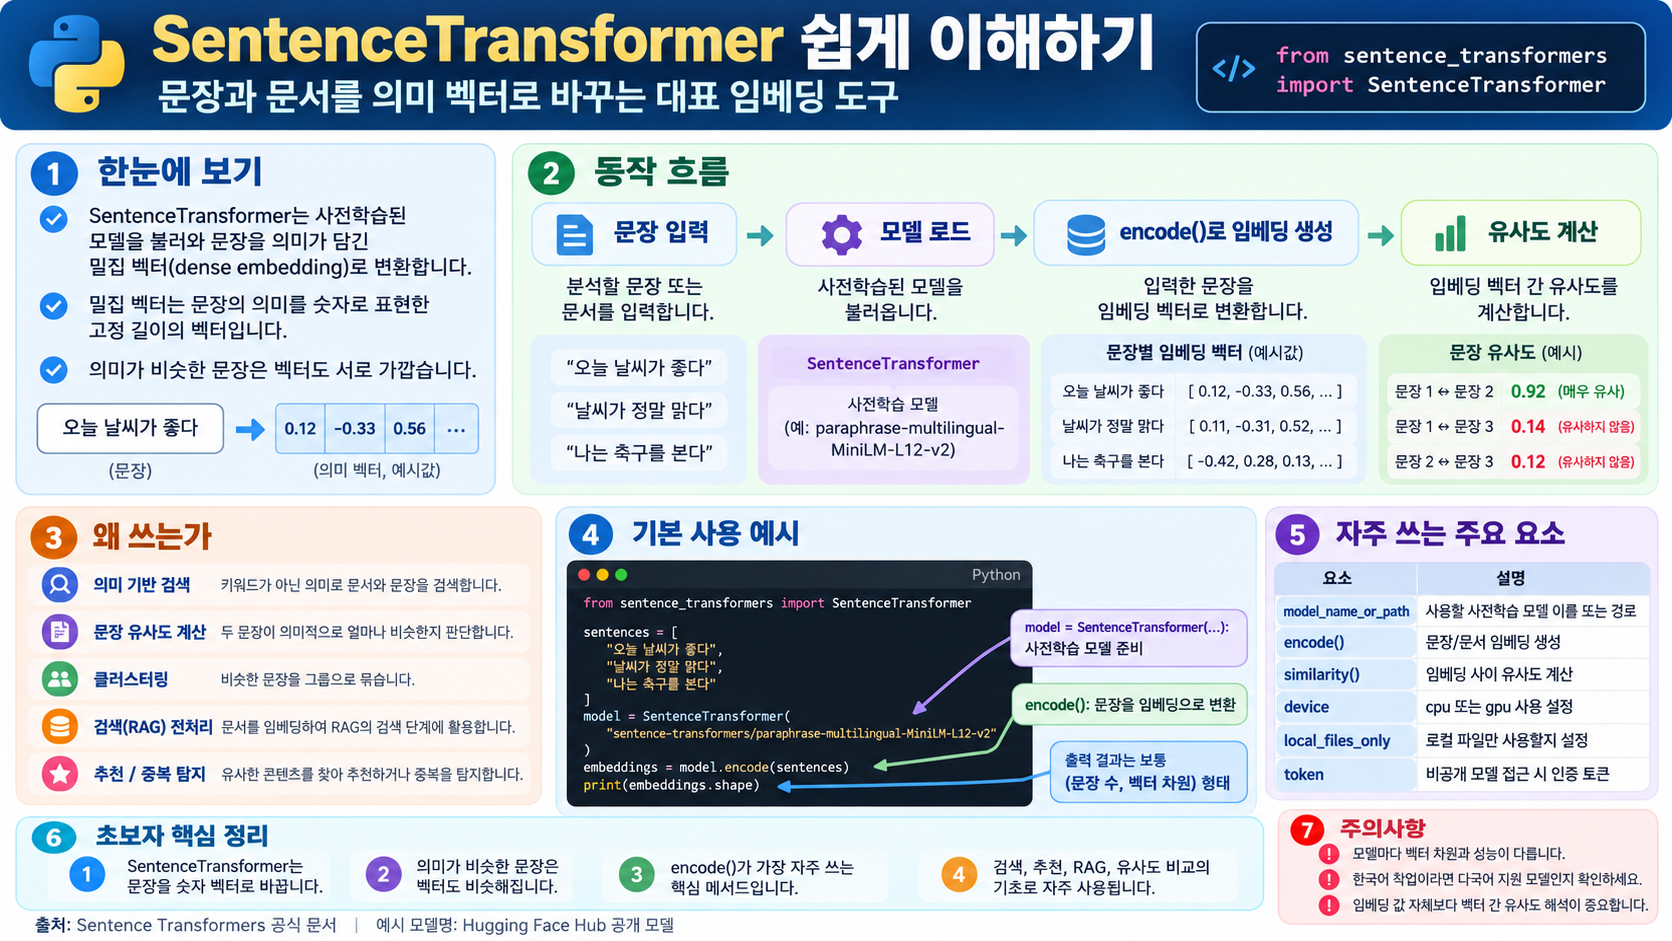 SentenceTransformer 쉽게 이해하기
문장과 문서를 의미 벡터로 바꾸는 대표 임베딩 도구
</> from sentence_transformers
import SentenceTransformer
1 한눈에 보기
SentenceTransformer는 사전학습된
모델을 불러와 문장을 의미가 담긴
밀집 벡터(dense embedding)로 변환합니다.
밀집 벡터는 문장의 의미를 숫자로 표현한
고정 길이의 벡터입니다.
의미가 비슷한 문장은 벡터도 서로 가깝습니다.
오늘 날씨가 좋다 0.12 -0.33 0.56 ...
(문장) (의미 벡터, 예시값)
2 동작 흐름
문장 입력
분석할 문장 또는
문서를 입력합니다.
“오늘 날씨가 좋다”
“날씨가 정말 맑다”
“나는 축구를 본다”
모델 로드
사전학습된 모델을
불러옵니다.
SentenceTransformer
사전학습 모델
(예: paraphrase-multilingual-
MiniLM-L12-v2)
encode()로 임베딩 생성
입력한 문장을
임베딩 벡터로 변환합니다.
문장별 임베딩 벡터 (예시값)
오늘 날씨가 좋다 [ 0.12, -0.33, 0.56, ... ]
날씨가 정말 맑다 [ 0.11, -0.31, 0.52, ... ]
나는 축구를 본다 [ -0.42, 0.28, 0.13, ... ]
유사도 계산
입베딩 벡터 간 유사도를
계산합니다.
문장 유사도 (예시)
문장 1 ↔ 문장 2 0.92 (매우 유사)
문장 1 ↔ 문장 3 0.14 (유사하지 않음)
문장 2 ↔ 문장 3 0.12 (유사하지 않음)
3 왜 쓰는가
의미 기반 검색 키워드가 아닌 의미로 문서와 문장을 검색합니다.
문장 유사도 계산 두 문장이 의미적으로 얼마나 비슷한지 판단합니다.
클러스터링 비슷한 문장을 그룹으로 묶습니다.
검색(RAG) 전처리 문서를 임베딩하여 RAG의 검색 단계에 활용합니다.
추천 / 중복 탐지 유사한 콘텐츠를 찾아 추천하거나 중복을 탐지합니다.
4 기본 사용 예시
Python
from sentence_transformers import SentenceTransformer
sentences = [
"오늘 날씨가 좋다",
"날씨가 정말 맑다",
"나는 축구를 본다"
]
model = SentenceTransformer(
"sentence-transformers/paraphrase-multilingual-MiniLM-L12-v2"
)
embeddings = model.encode(sentences)
print(embeddings.shape)
model = SentenceTransformer(...):
사전학습 모델 준비
encode(): 문장을 임베딩으로 변환
출력 결과는 보통
(문장 수, 벡터 차원) 형태
5 자주 쓰는 주요 요소
요소 설명
model_name_or_path 사용할 사전학습 모델 이름 또는 경로
encode() 문장/문서 임베딩 생성
similarity() 임베딩 사이 유사도 계산
device cpu 또는 gpu 사용 설정
local_files_only 로컬 파일만 사용할지 설정
token 비공개 모델 접근 시 인증 토큰
6 초보자 핵심 정리
1 SentenceTransformer는
문장을 숫자 벡터로 바꿉니다.
2 의미가 비슷한 문장은
벡터도 비슷해집니다.
3 encode()가 가장 자주 쓰는
핵심 메서드입니다.
4 검색, 추천, RAG, 유사도 비교의
기초로 자주 사용됩니다.
7 주의사항
! 모델마다 벡터 차원과 성능이 다릅니다.
! 한국어 작업이라면 다국어 지원 모델인지 확인하세요.
! 임베딩 값 자체보다 벡터 간 유사도 해석이 중요합니다.
출처: Sentence Transformers 공식 문서 | 예시 모델명: Hugging Face Hub 공개 모델